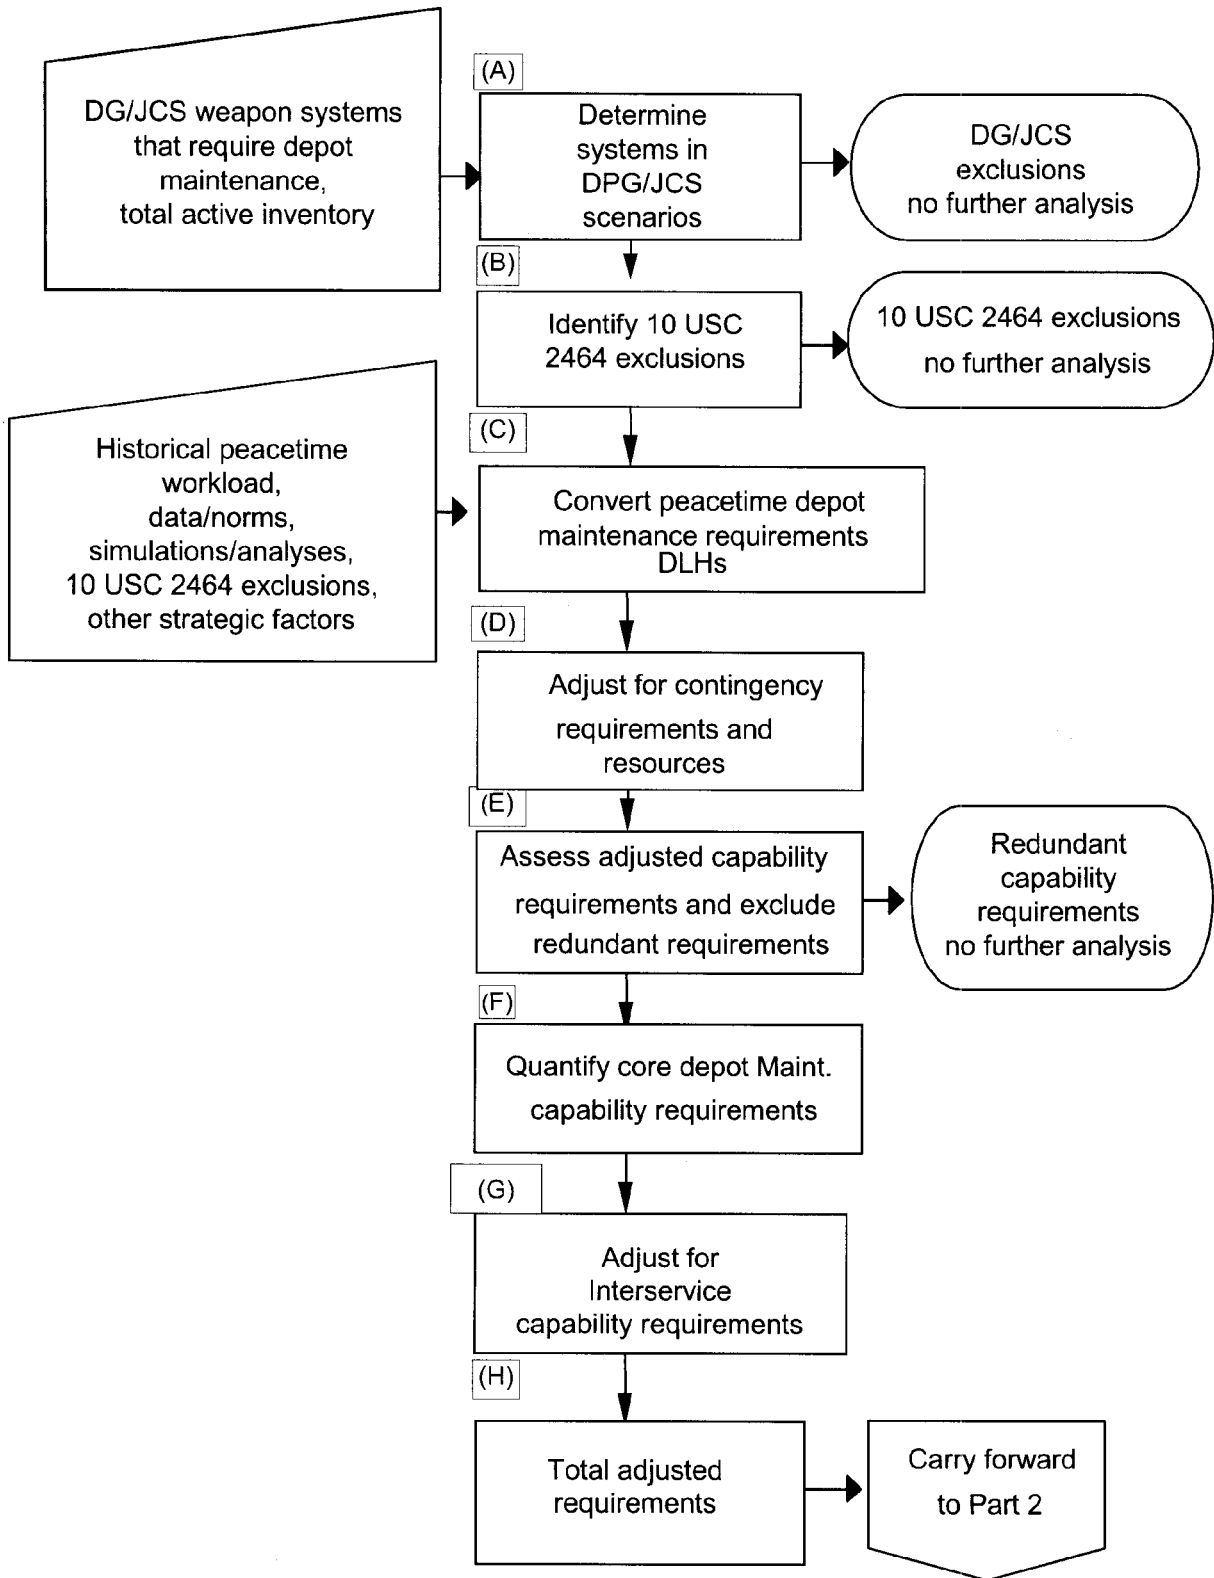 DG/JCS weapon systems
that require depot
maintenance,
total active inventory
(A)
Determine
systems in
DPG/JCS
scenarios
DG/JCS
exclusions
no further analysis
(B)
Identify 10 USC
2464 exclusions
10 USC 2464 exclusions
no further analysis
Historical peacetime
workload,
data/norms,
simulations/analyses,
10 USC 2464 exclusions,
other strategic factors
(C)
Convert peacetime depot
maintenance requirements
DLHs
(D)
Adjust for contingency
requirements and
resources
(E)
Assess adjusted capability
requirements and exclude
redundant requirements
Redundant
capability
requirements
no further analysis
(F)
Quantify core depot Maint.
capability requirements
(G)
Adjust for
Interservice
capability requirements
(H)
Total adjusted
requirements
Carry forward
to Part 2